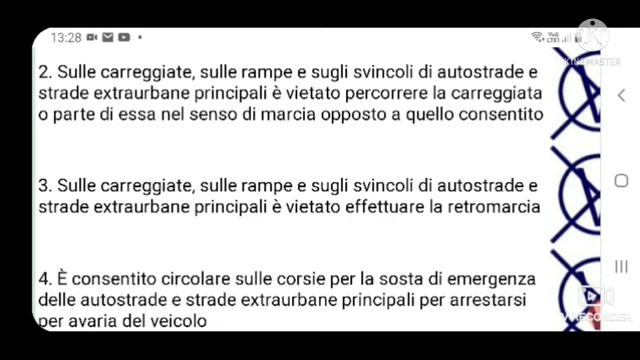 13:28
KINEMASTER
2. Sulle carreggiate, sulle rampe e sugli svincoli di autostrade e
strade extraurbane principali è vietato percorrere la carreggiata
o parte di essa nel senso di marcia opposto a quello consentito
3. Sulle carreggiate, sulle rampe e sugli svincoli di autostrade e
strade extraurbane principali è vietato effettuare la retromarcia
4. È consentito circolare sulle corsie per la sosta di emergenza
delle autostrade e strade extraurbane principali per arrestarsi
per avaria del veicolo